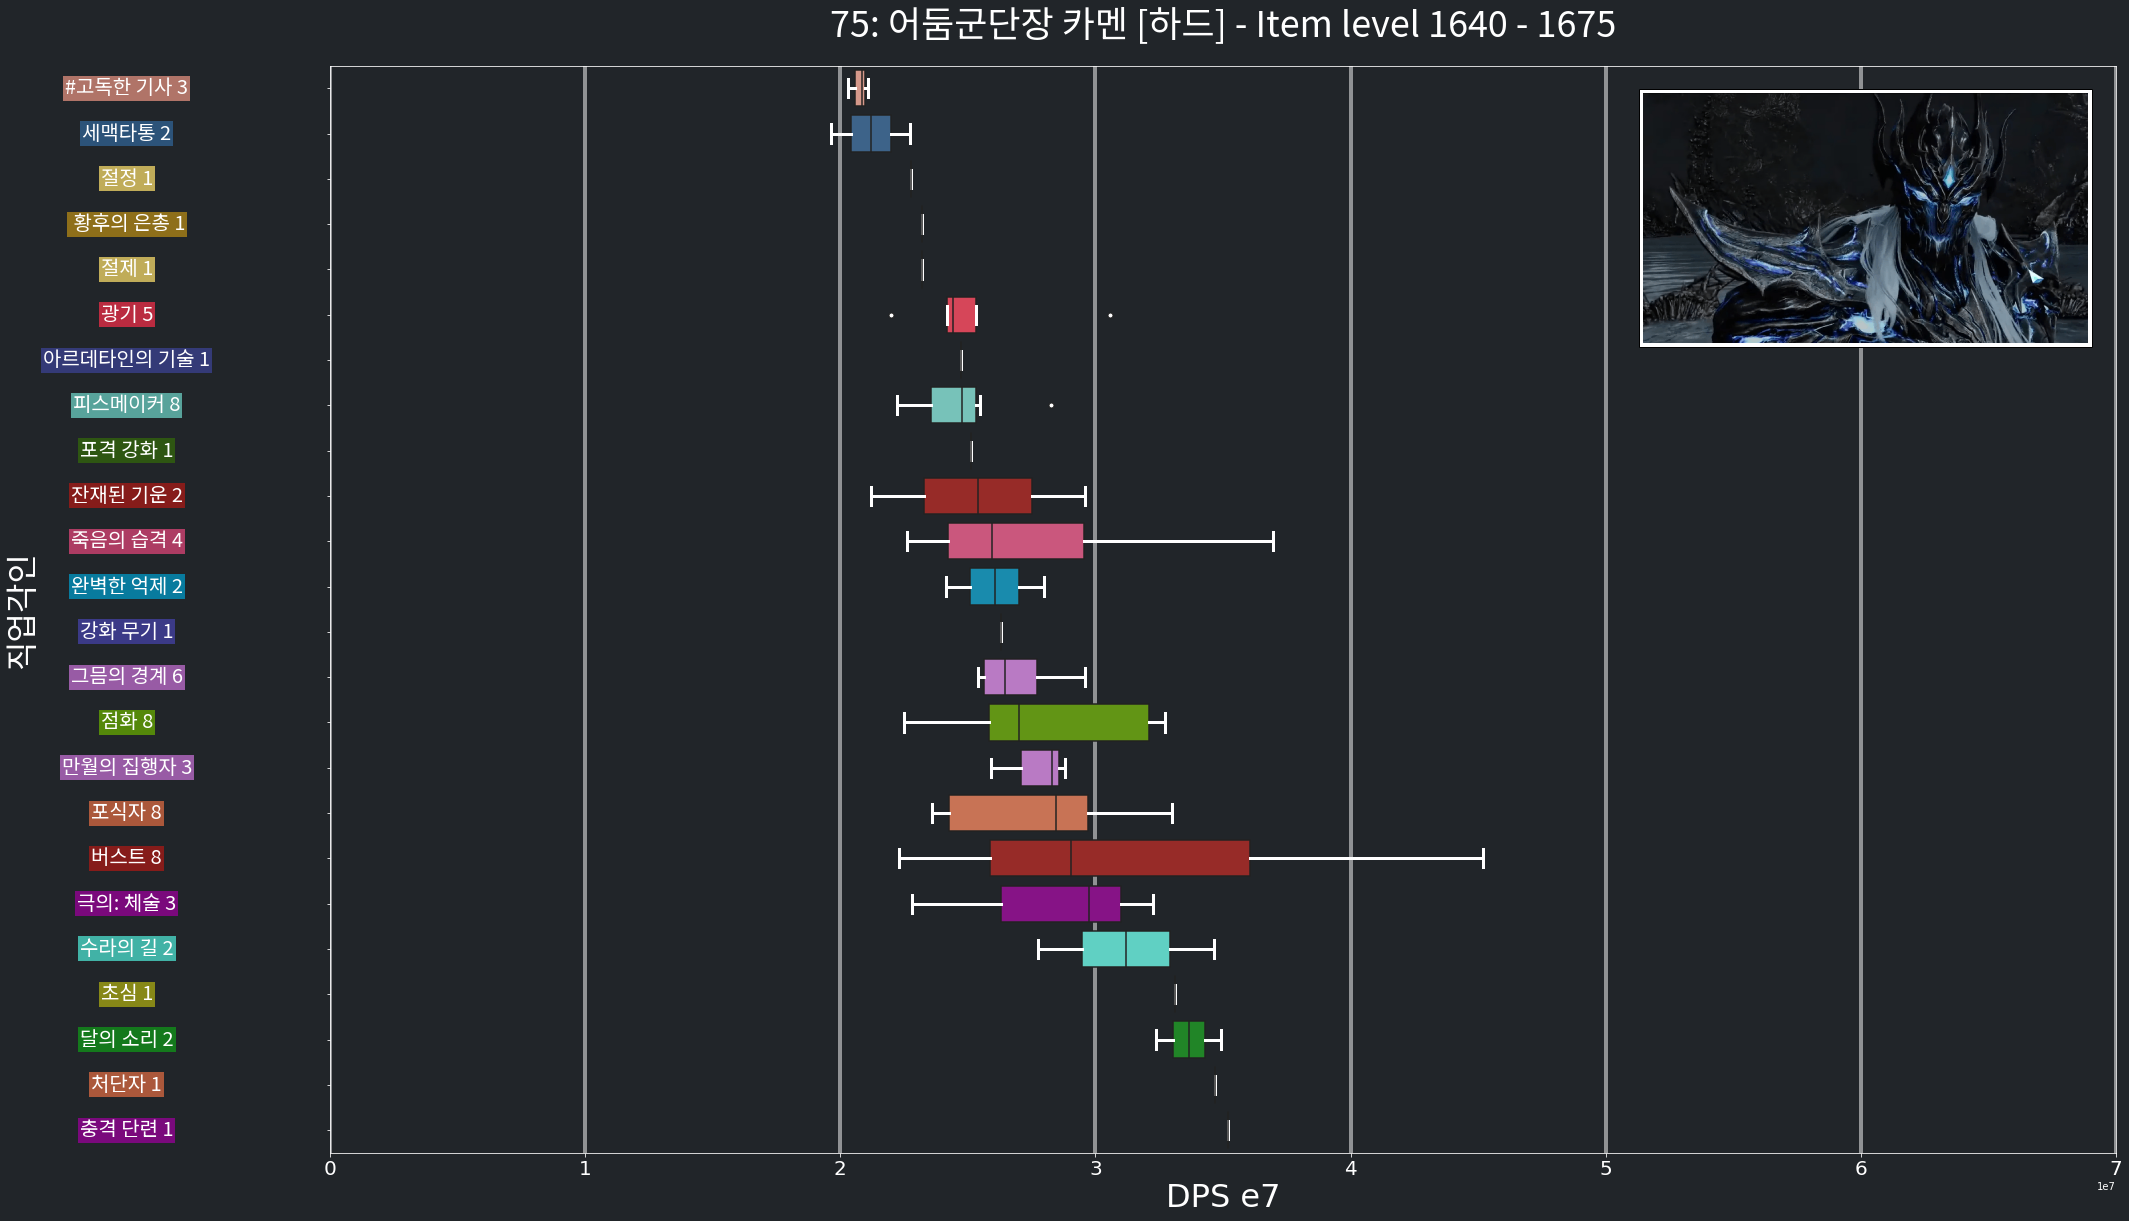 75: 어둠군단장 카멘 [하드] - Item level 1640 - 1675
#고독한 기사 3
세맥타통 2
절정 1
황후의 은총 1
절제 1
광기 5
아르데타인의 기술 1
피스메이커 8
포격 강화 1
잔재된 기운 2
죽음의 습격 4
완벽한 억제 2
강화 무기 1
그믐의 경계 6
점화 8
만월의 집행자 3
포식자 8
버스트 8
극의: 체술 3
수라의 길 2
초심 1
달의 소리 2
처단자 1
충격 단련 1
직업각인
0 1 2 3 4 5 6 7
1e7
DPS e7